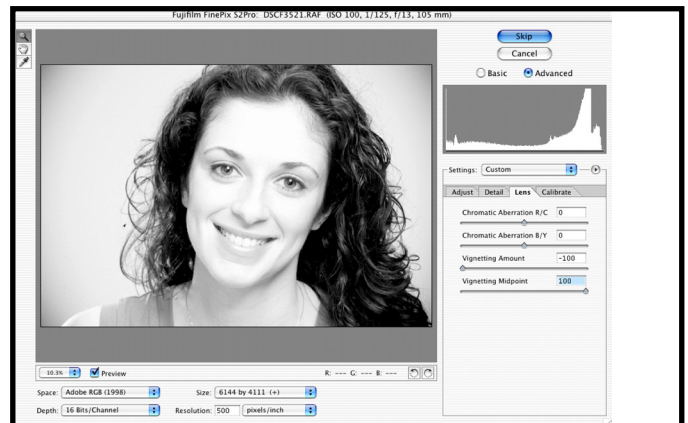 Fujifilm FinePix S2Pro: DSCF3521.RAF (ISO 100, 1/125, f/13, 105 mm)
Skip
Cancel
Basic Advanced
Settings: Custom
Adjust Detail Lens Calibrate
Chromatic Aberration R/C 0
Chromatic Aberration B/Y 0
Vignetting Amount -100
Vignetting Midpoint 100
10.3% Preview R: --- G: --- B: ---
Space: Adobe RGB (1998) Size: 6144 by 4111 (+)
Depth: 16 Bits/Channel Resolution: 500 pixels/inch